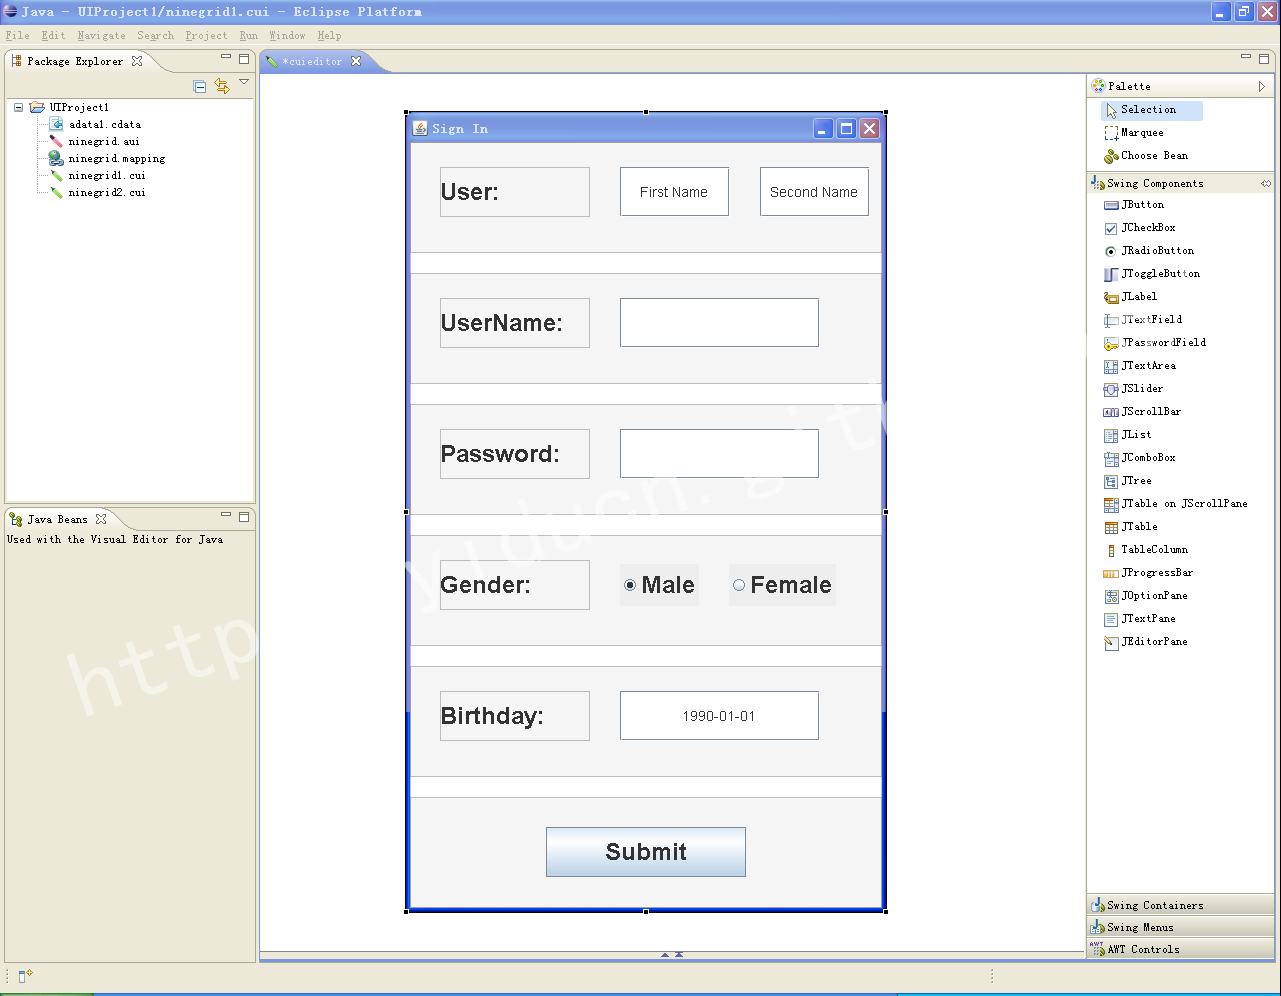 Java - UIProject1/ninegrid1.cui - Eclipse Platform
File Edit Navigate Search Project Run Window Help
Package Explorer
UIProject1
adata1.cdata
ninegrid.aui
ninegrid.mapping
ninegrid1.cui
ninegrid2.cui
Java Beans
Used with the Visual Editor for Java
*cuieditor
Sign In
User:
First Name
Second Name
UserName:
Password:
Gender:
Male
Female
Birthday:
1990-01-01
Submit
Palette
Selection
Marquee
Choose Bean
Swing Components
JButton
JCheckBox
JRadioButton
JToggleButton
JLabel
JTextField
JPasswordField
JTextArea
JSlider
JScrollBar
JList
JComboBox
JTree
JTable on JScrollPane
JTable
TableColumn
JProgressBar
JOptionPane
JTextPane
JEditorPane
Swing Containers
Swing Menus
AWT Controls